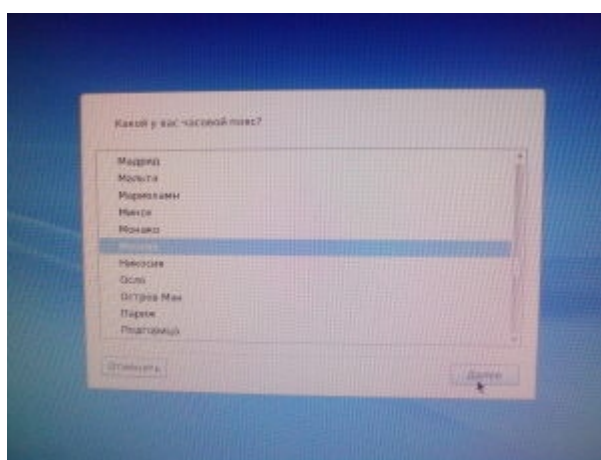 Какой у вас часовой пояс?
Мадрид
Мальта
Мариехамн
Минск
Монако
Москва
Никосия
Осло
Остров Мэн
Париж
Подгорица
Отменить
Далее